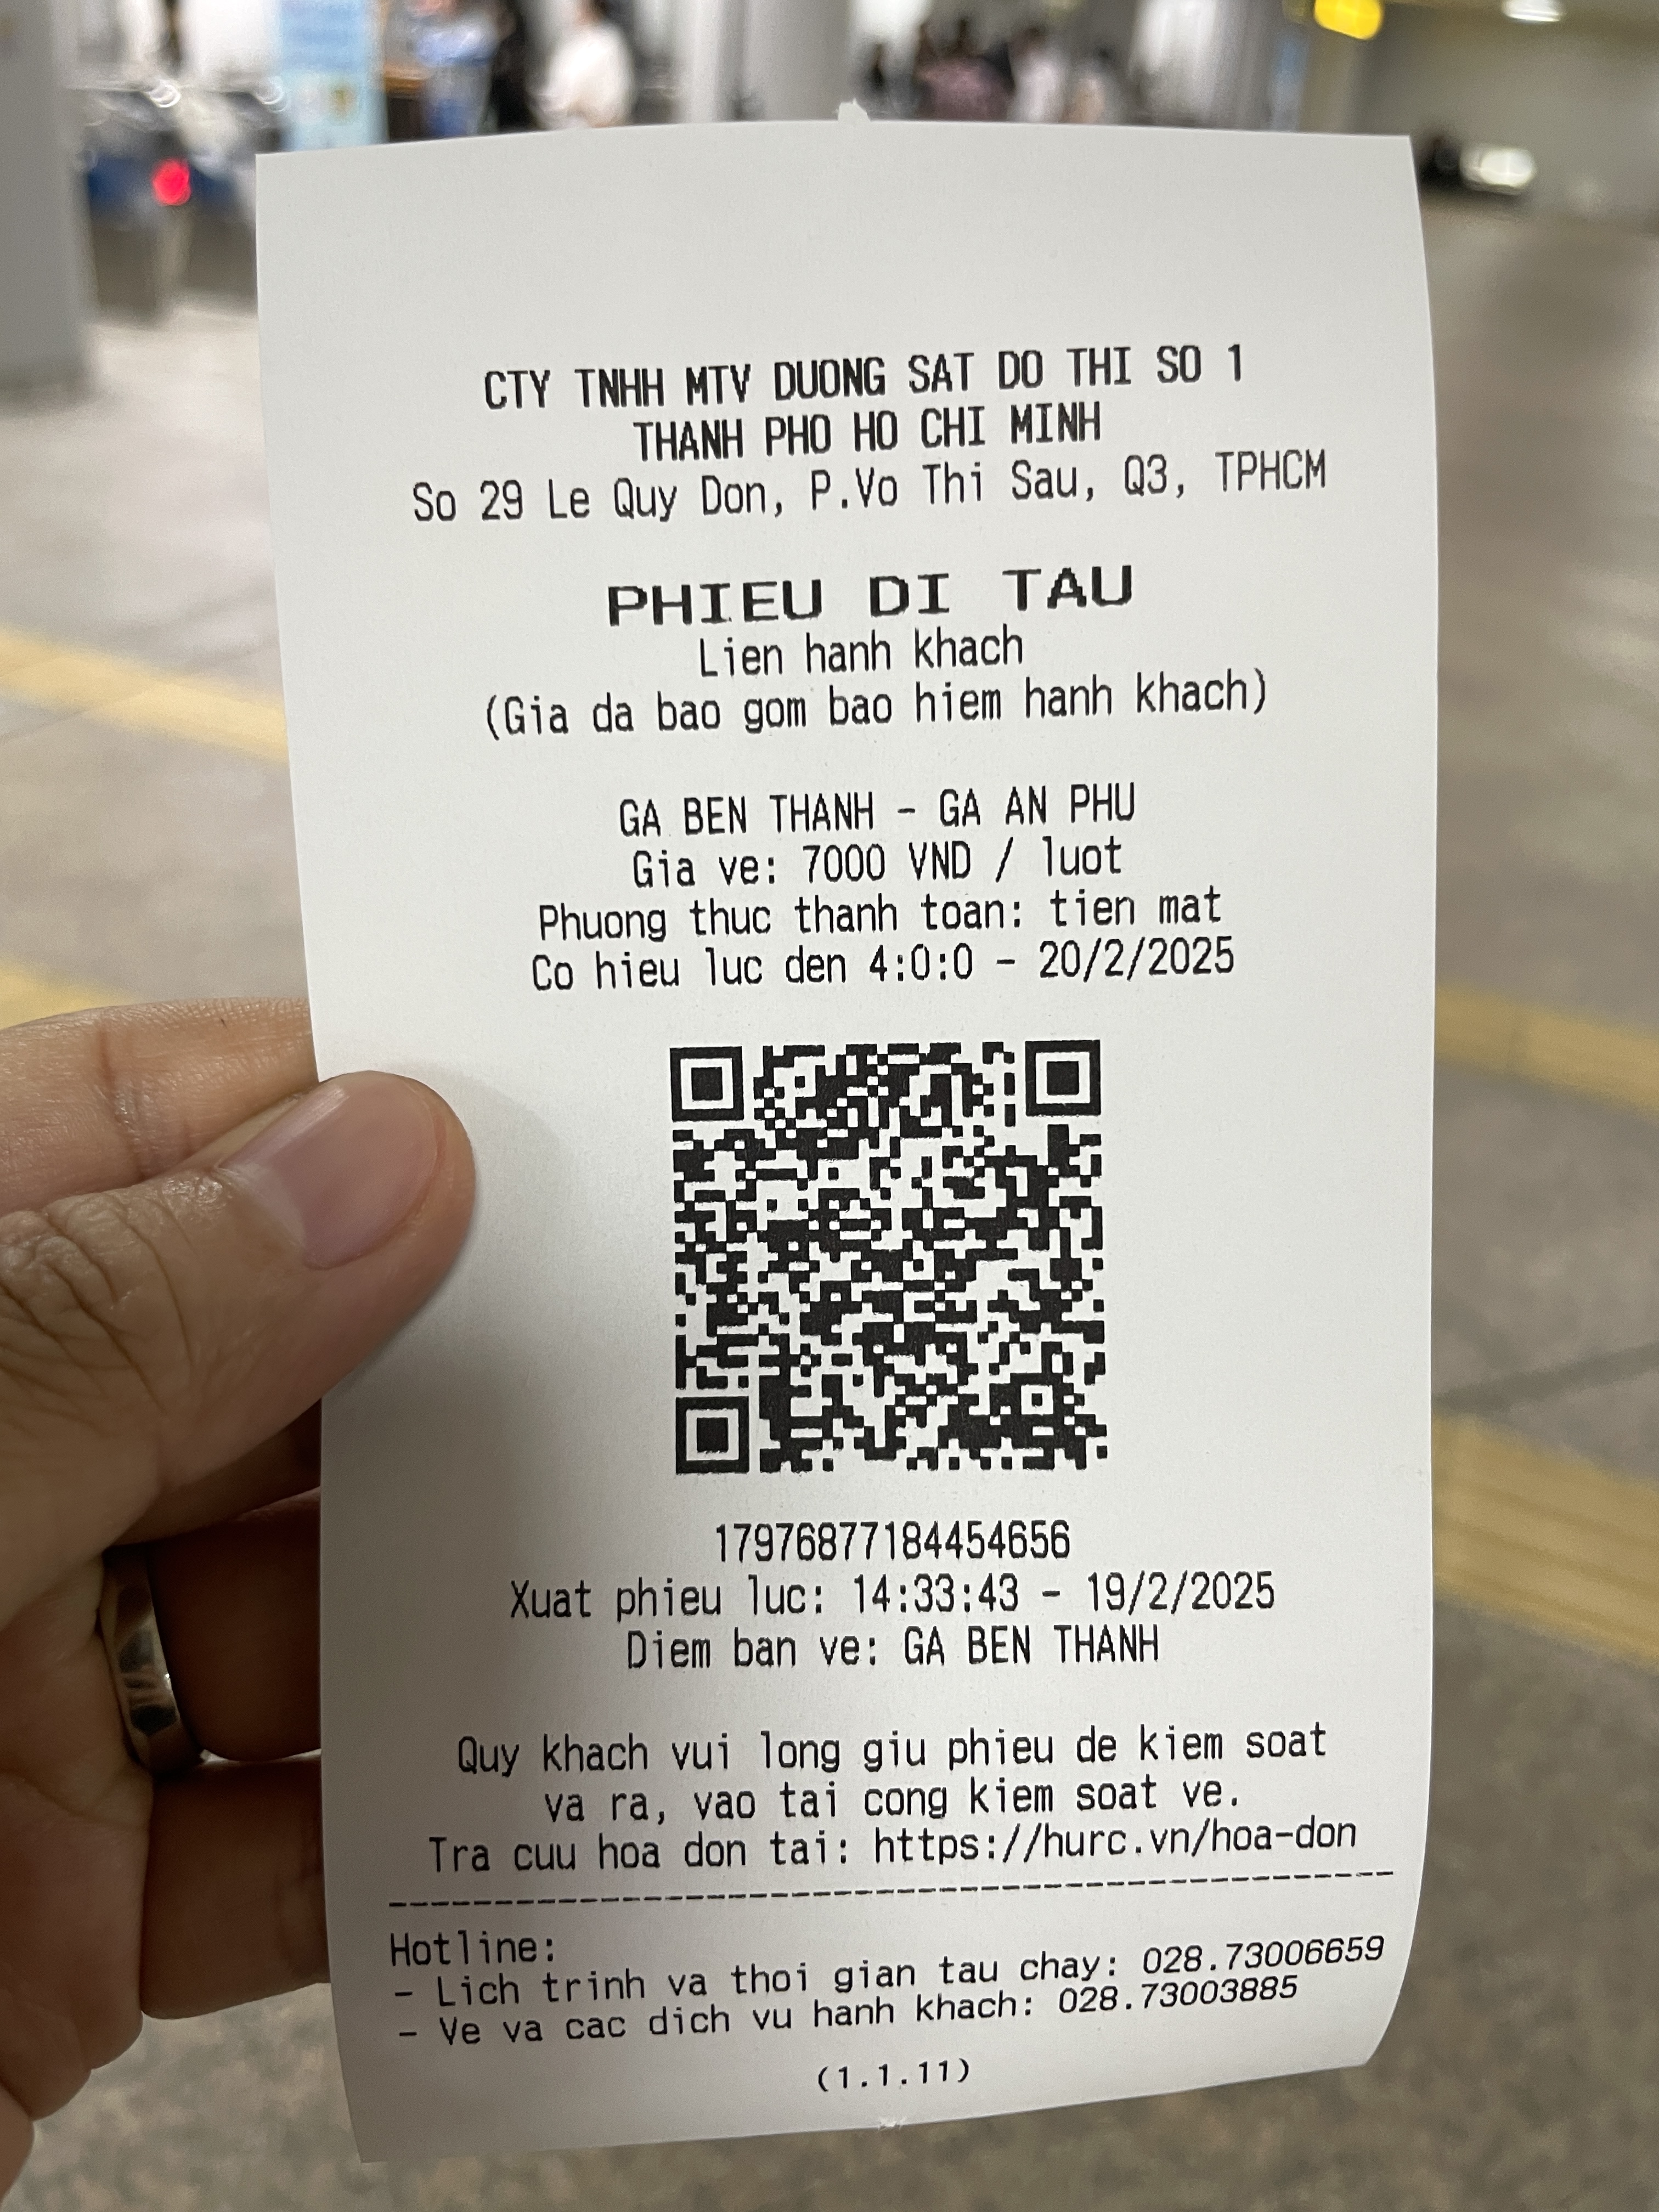 CTY TNHH MTV DUONG SAT DO THI SO 1
THANH PHO HO CHI MINH
So 29 Le Quy Don, P.Vo Thi Sau, Q3, TPHCM
PHIEU DI TAU
Lien hanh khach
(Gia da bao gom bao hiem hanh khach)
GA BEN THANH - GA AN PHU
Gia ve: 7000 VND / luot
Phuong thuc thanh toan: tien mat
Co hieu luc den 4:0:0 - 20/2/2025
17976877184454656
Xuat phieu luc: 14:33:43 - 19/2/2025
Diem ban ve: GA BEN THANH
Quy khach vui long giu phieu de kiem soat
va ra, vao tai cong kiem soat ve.
Tra cuu hoa don tai: https://hurc.vn/hoa-don
Hotline:
- Lich trinh va thoi gian tau chay: 028.73006659
- Ve va cac dich vu hanh khach: 028.73003885
(1.1.11)